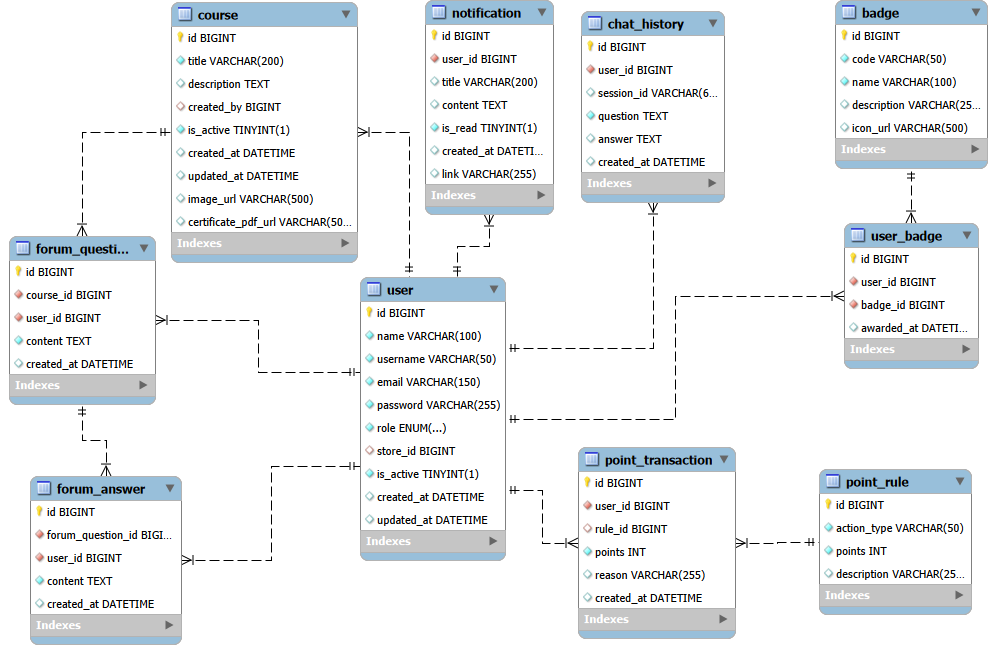 course
id BIGINT
title VARCHAR(200)
description TEXT
created_by BIGINT
is_active TINYINT(1)
created_at DATETIME
updated_at DATETIME
image_url VARCHAR(500)
certificate_pdf_url VARCHAR(50...
Indexes
notification
id BIGINT
user_id BIGINT
title VARCHAR(200)
content TEXT
is_read TINYINT(1)
created_at DATETI...
link VARCHAR(255)
Indexes
chat_history
id BIGINT
user_id BIGINT
session_id VARCHAR(6...
question TEXT
answer TEXT
created_at DATETIME
Indexes
badge
id BIGINT
code VARCHAR(50)
name VARCHAR(100)
description VARCHAR(25...
icon_url VARCHAR(500)
Indexes
forum_questi...
id BIGINT
course_id BIGINT
user_id BIGINT
content TEXT
created_at DATETIME
Indexes
user
id BIGINT
name VARCHAR(100)
username VARCHAR(50)
email VARCHAR(150)
password VARCHAR(255)
role ENUM(...)
store_id BIGINT
is_active TINYINT(1)
created_at DATETIME
updated_at DATETIME
Indexes
user_badge
id BIGINT
user_id BIGINT
badge_id BIGINT
awarded_at DATETI...
Indexes
forum_answer
id BIGINT
forum_question_id BIGI...
user_id BIGINT
content TEXT
created_at DATETIME
Indexes
point_transaction
id BIGINT
user_id BIGINT
rule_id BIGINT
points INT
reason VARCHAR(255)
created_at DATETIME
Indexes
point_rule
id BIGINT
action_type VARCHAR(50)
points INT
description VARCHAR(25...
Indexes